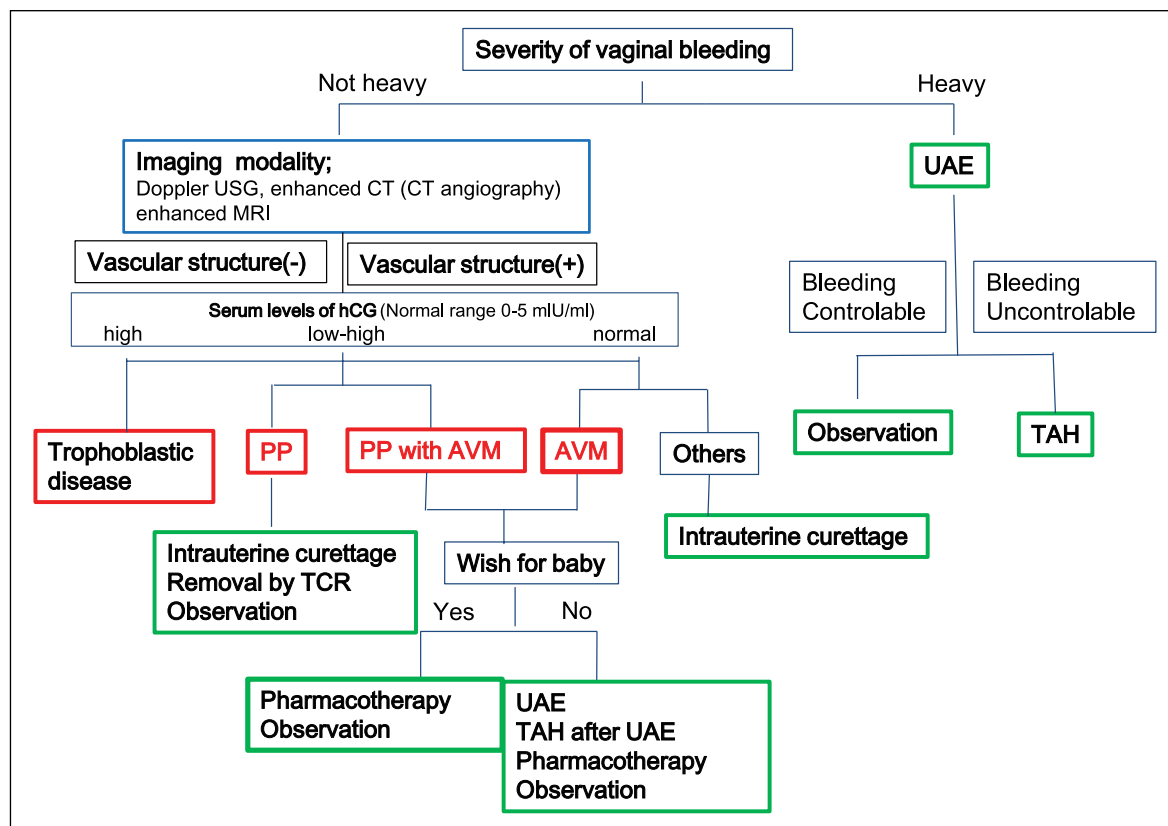 Severity of vaginal bleeding
Not heavy
Heavy
Imaging modality;
Doppler USG, enhanced CT (CT angiography)
enhanced MRI
UAE
Vascular structure(-)
Vascular structure(+)
Serum levels of hCG (Normal range 0-5 mIU/ml)
high
low-high
normal
Bleeding
Controlable
Bleeding
Uncontrolable
Trophoblastic
disease
PP
PP with AVM
AVM
Others
Observation
TAH
Intrauterine curettage
Removal by TCR
Observation
Wish for baby
Intrauterine curettage
Yes
No
Pharmacotherapy
Observation
UAE
TAH after UAE
Pharmacotherapy
Observation